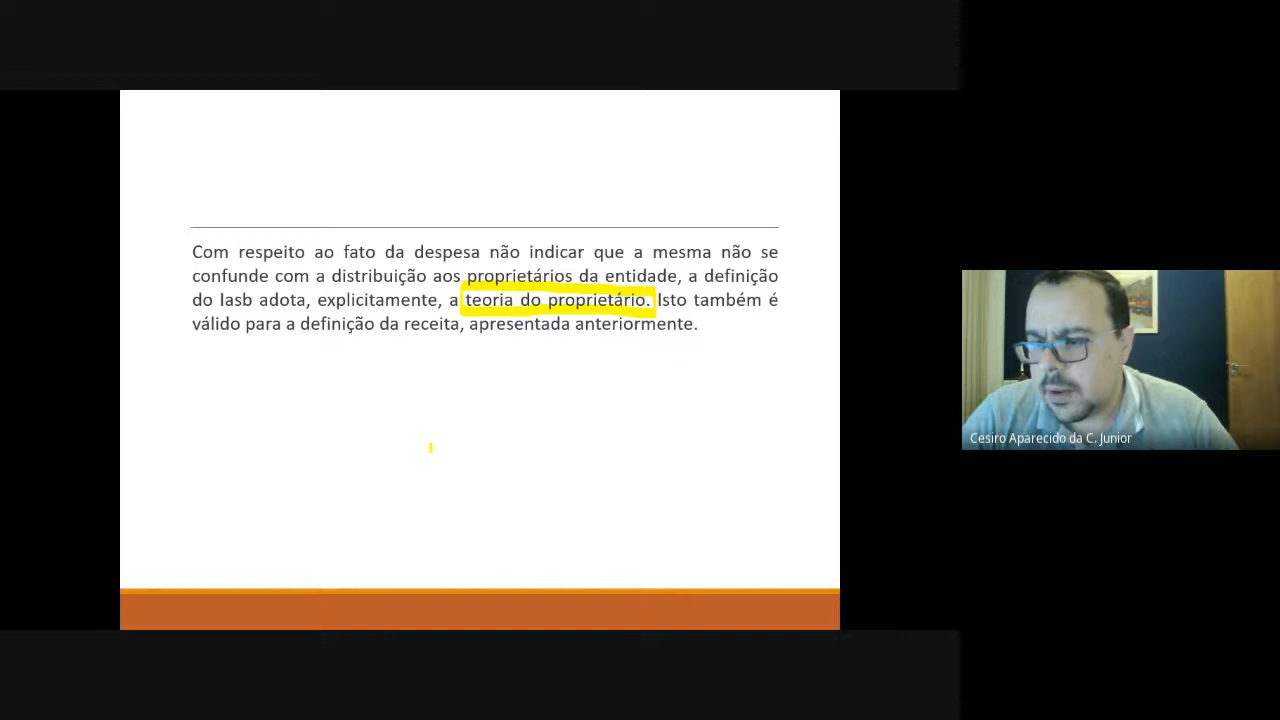 Com respeito ao fato da despesa não indicar que a mesma não se
confunde com a distribuição aos proprietários da entidade, a definição
do Iasb adota, explicitamente, a teoria do proprietário. Isto também é
válido para a definição da receita, apresentada anteriormente.
Cesiro Aparecido da C. Junior